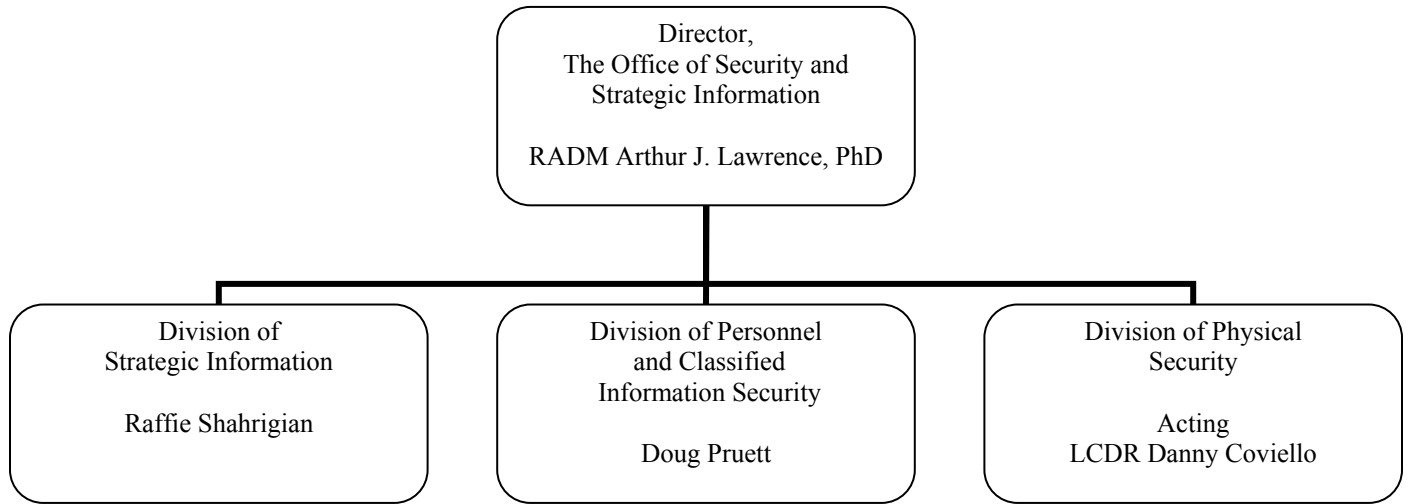 Director,
The Office of Security and
Strategic Information
RADM Arthur J. Lawrence, PhD
Division of
Strategic Information
Raffie Shahrigian
Division of Personnel
and Classified
Information Security
Doug Pruett
Division of Physical
Security
Acting
LCDR Danny Coviello